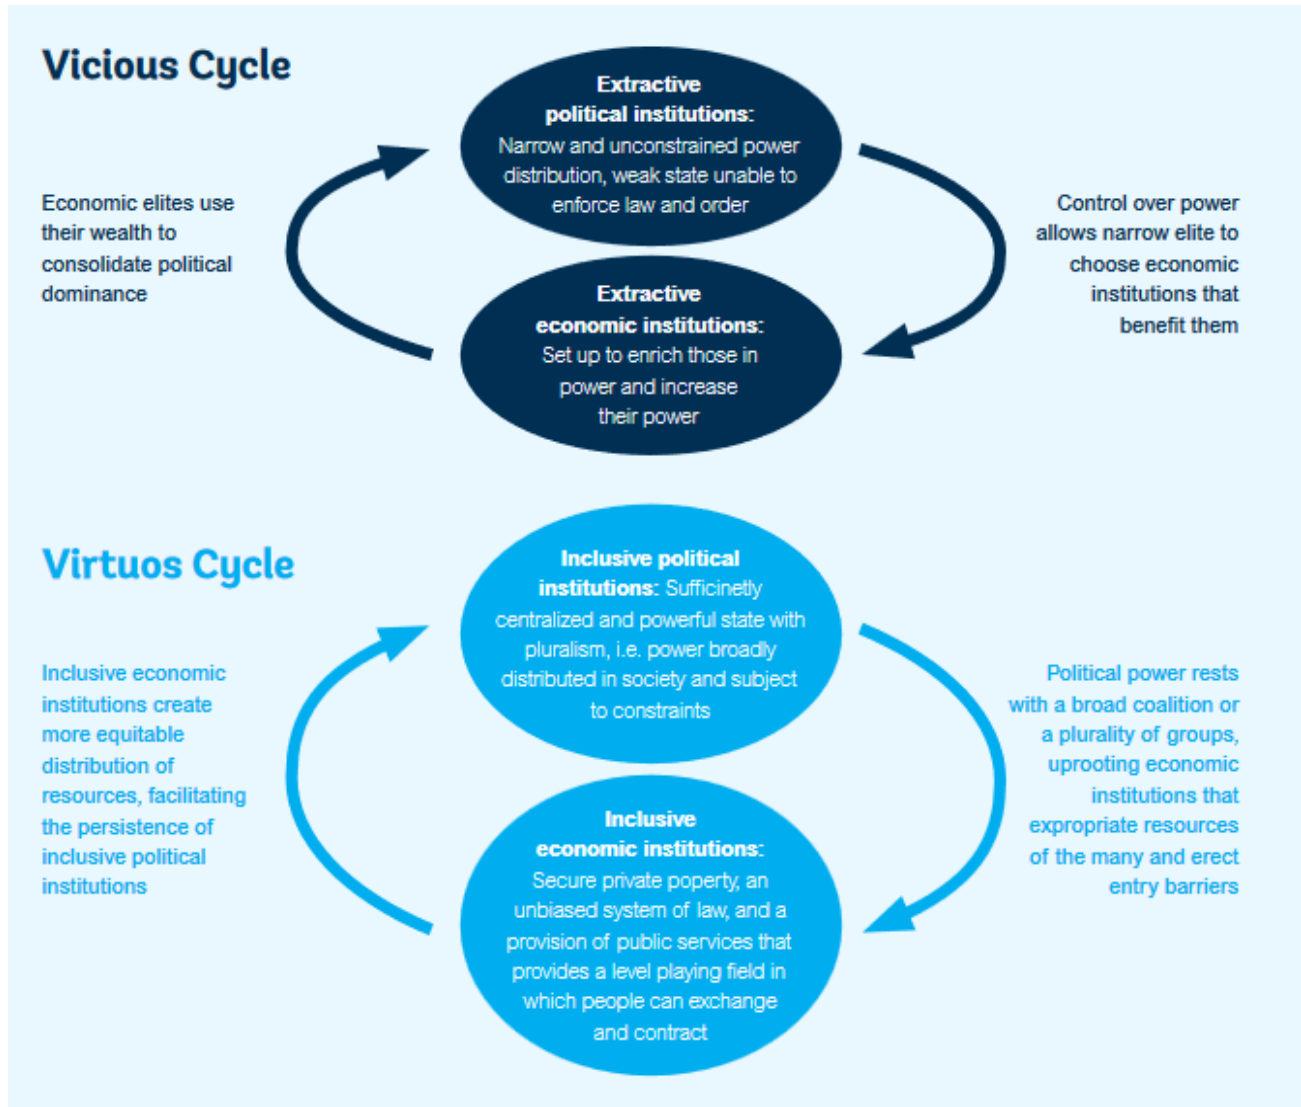 Vicious Cycle
Extractive
political institutions:
Narrow and unconstrained power
distribution, weak state unable to
enforce law and order
Economic elites use
their wealth to
consolidate political
dominance
Control over power
allows narrow elite to
choose economic
institutions that
benefit them
Extractive
economic institutions:
Set up to enrich those in
power and increase
their power
Virtuos Cycle
Inclusive political
institutions: Sufficinetly
centralized and powerful state with
pluralism, i.e. power broadly
distributed in society and subject
to constraints
Inclusive economic
institutions create
more equitable
distribution of
resources, facilitating
the persistence of
inclusive political
institutions
Political power rests
with a broad coalition or
a plurality of groups,
uprooting economic
institutions that
expropriate resources
of the many and erect
entry barriers
Inclusive
economic institutions:
Secure private poperty, an
unbiased system of law, and a
provision of public services that
provides a level playing field in
which people can exchange
and contract